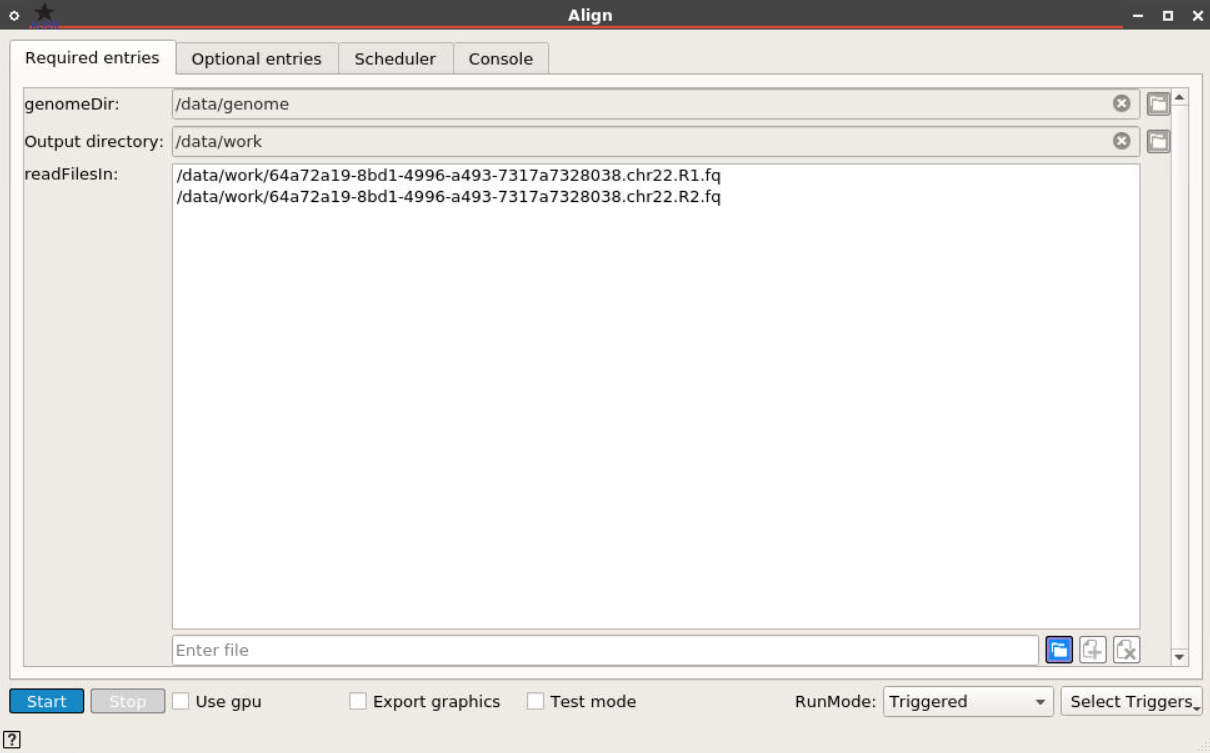 Align
Required entries
Optional entries
Scheduler
Console
genomeDir:
/data/genome
Output directory:
/data/work
readFilesIn:
/data/work/64a72a19-8bd1-4996-a493-7317a7328038.chr22.R1.fq
/data/work/64a72a19-8bd1-4996-a493-7317a7328038.chr22.R2.fq
Enter file
Start
Stop
Use gpu
Export graphics
Test mode
RunMode:
Triggered
Select Triggers
?